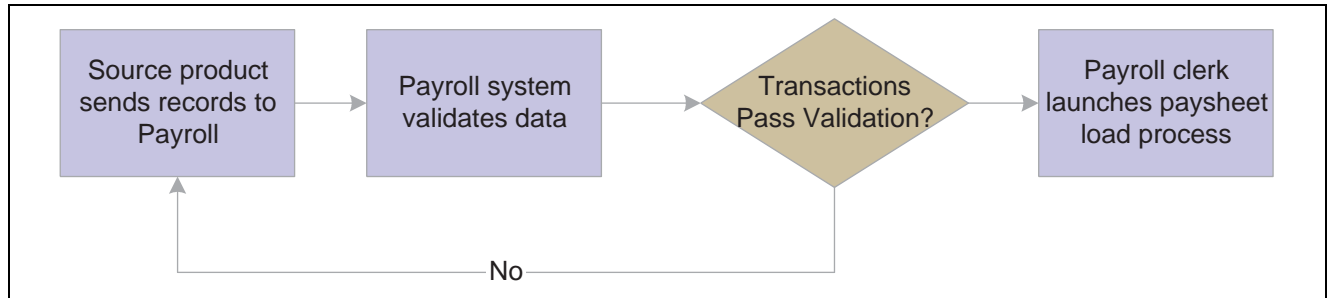 Source product
sends records to
Payroll
Payroll system
validates data
Transactions
Pass Validation?
Payroll clerk
launches paysheet
load process
No